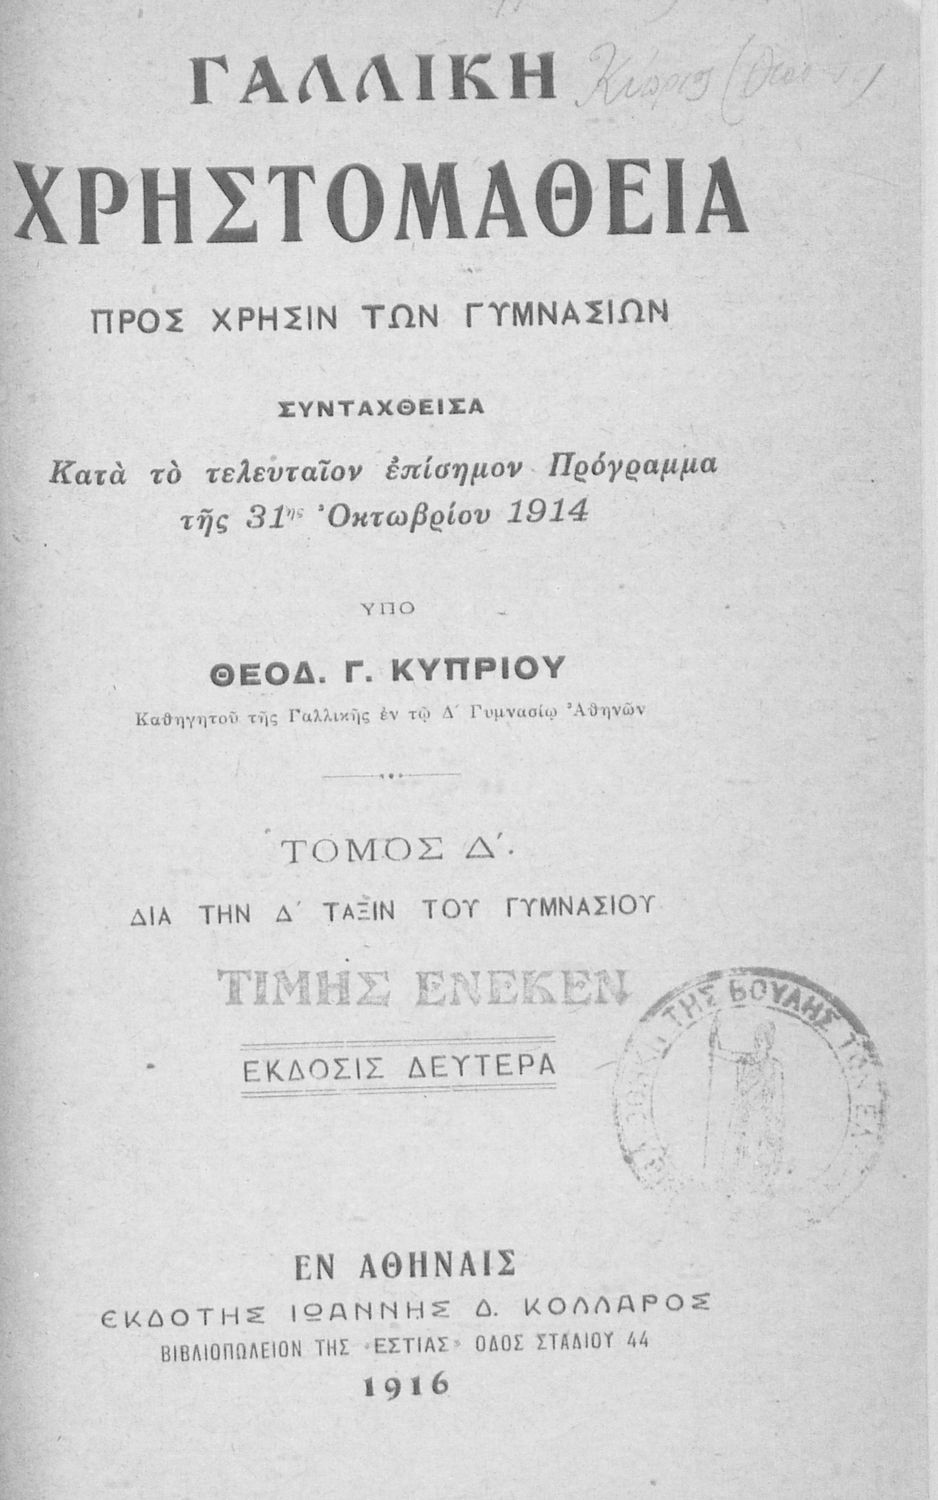 ΓΑΛΛΙΚΗ
ΧΡΗΣΤΟΜΑΘΕΙΑ
ΠΡΟΣ ΧΡΗΣΙΝ ΤΩΝ ΓΥΜΝΑΣΙΩΝ
ΣΥΝΤΑΧΘΕΙΣΑ
Κατὰ τὸ τελευταῖον ἐπίσημον Πρόγραμμα
τῆς 31ης Ὀκτωβρίου 1914
ΥΠΟ
ΘΕΟΔ. Γ. ΚΥΠΡΙΟΥ
Καθηγητοῦ τῆς Γαλλικῆς ἐν τῷ Δ΄ Γυμνασίῳ Ἀθηνῶν
ΤΟΜΟΣ Δ΄.
ΔΙΑ ΤΗΝ Δ΄ ΤΑΞΙΝ ΤΟΥ ΓΥΜΝΑΣΙΟΥ
ΤΙΜΗΣ ΕΝΕΚΕΝ
ΤΗΣ ΒΟΥΛΗΣ
ΕΚΔΟΣΙΣ ΔΕΥΤΕΡΑ
ΕΝ ΑΘΗΝΑΙΣ
ΕΚΔΟΤΗΣ ΙΩΑΝΝΗΣ Δ. ΚΟΛΛΑΡΟΣ
ΒΙΒΛΙΟΠΩΛΕΙΟΝ ΤΗΣ «ΕΣΤΙΑΣ» ΟΔΟΣ ΣΤΑΔΙΟΥ 44
1916